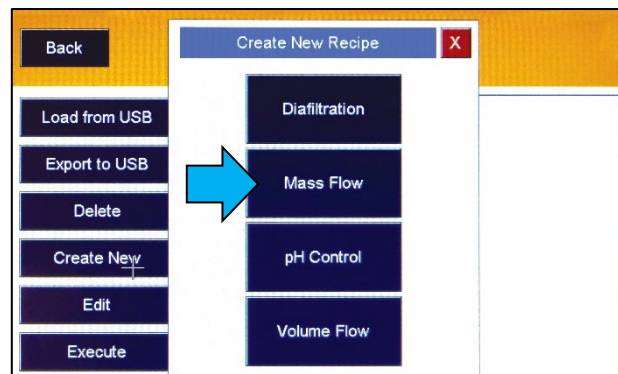 Back
Create New Recipe
X
Load from USB
Export to USB
Delete
Create New
Edit
Execute
Diafiltration
Mass Flow
pH Control
Volume Flow